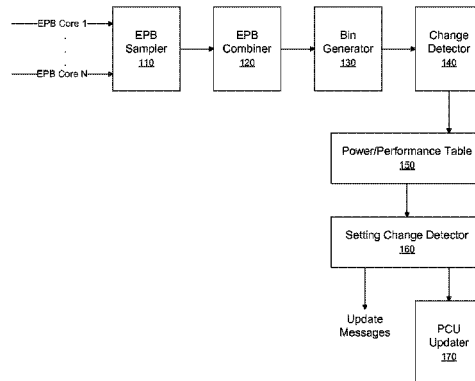 EPB Core 1
EPB Core N
EPB
Sampler
110
EPB
Combiner
120
Bin
Generator
130
Change
Detector
140
Power/Performance Table
150
Setting Change Detector
160
Update
Messages
PCU
Updater
170